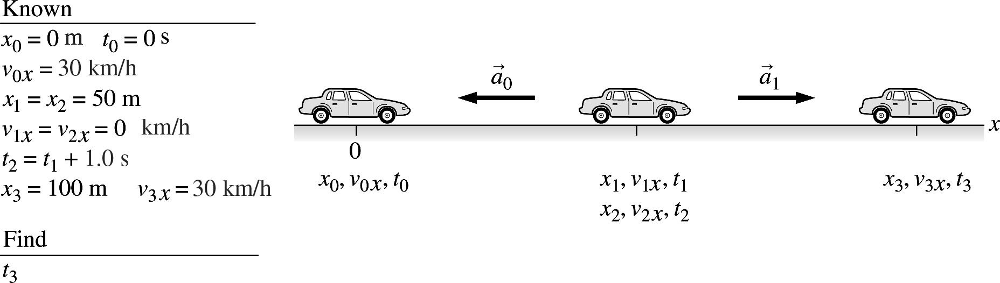 Known
x₀ = 0 m t₀ = 0 s
v₀ₓ = 30 km/h
x₁ = x₂ = 50 m
v₁ₓ = v₂ₓ = 0 km/h
t₂ = t₁ + 1.0 s
x₃ = 100 m v₃ₓ = 30 km/h
Find
t₃
a⃗₀ a⃗₁
x
0
x₀, v₀ₓ, t₀ x₁, v₁ₓ, t₁ x₃, v₃ₓ, t₃
x₂, v₂ₓ, t₂